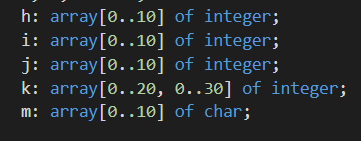 h: array[0..10] of integer;
i: array[0..10] of integer;
j: array[0..10] of integer;
k: array[0..20, 0..30] of integer;
m: array[0..10] of char;